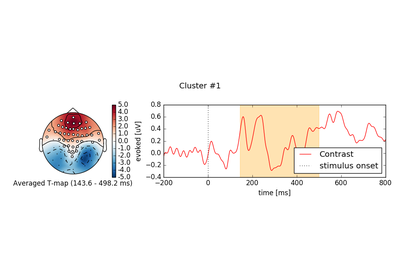 Cluster #1
5.0
4.0
3.0
2.0
1.0
0.0
−1.0
−2.0
−3.0
−4.0
−5.0
Averaged T-map (143.6 - 498.2 ms)
evoked [uV]
0.8
0.6
0.4
0.2
0.0
−0.2
−0.4
Contrast
stimulus onset
−200 0 200 400 600 800
time [ms]